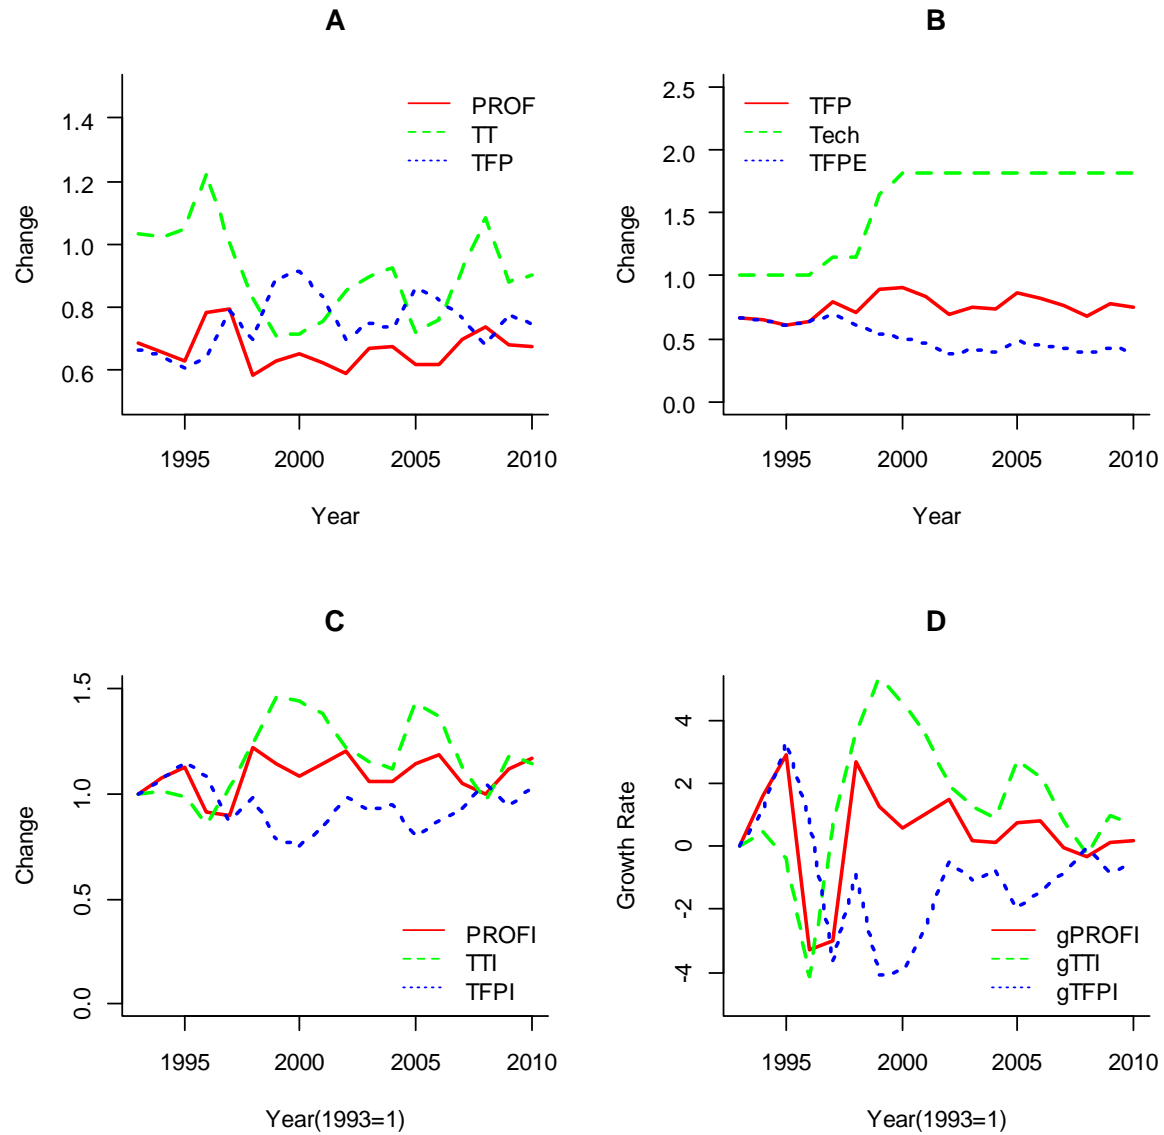 A
1.4
1.2
1.0
0.8
0.6
Change
PROF
TT
TFP
1995
2000
2005
2010
Year
B
2.5
2.0
1.5
1.0
0.5
0.0
Change
TFP
Tech
TFPE
1995
2000
2005
2010
Year
C
1.5
1.0
0.5
0.0
Change
PROFI
TTI
TFPI
1995
2000
2005
2010
Year(1993=1)
D
4
2
0
-2
-4
Growth Rate
gPROFI
gTTI
gTFPI
1995
2000
2005
2010
Year(1993=1)